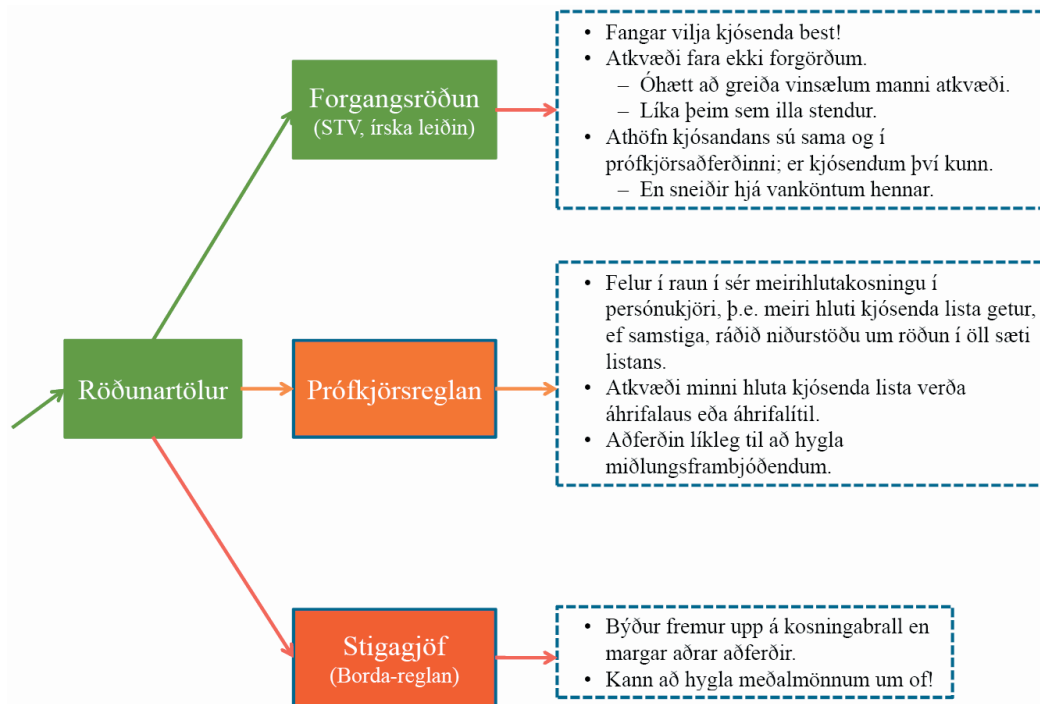 Röðunartölur
Forgangsröðun
(STV, írska leiðin)
• Fangar vilja kjósenda best!
• Atkvæði fara ekki forgörðum.
– Óhætt að greiða vinsælum manni atkvæði.
– Líka þeim sem illa stendur.
• Athöfn kjósandans sú sama og í
prófkjörsaðferðinni; er kjósendum því kunn.
– En sneiðir hjá vanköntum hennar.
Prófkjörsreglan
• Felur í raun í sér meirihlutakosningu í
persónukjöri, þ.e. meiri hluti kjósenda lista getur,
ef samstiga, ráðið niðurstöðu um röðun í öll sæti
listans.
• Atkvæði minni hluta kjósenda lista verða
áhrifalaus eða áhrifalítil.
• Aðferðin líkleg til að hygla
miðlungsframbjóðendum.
Stigagjöf
(Borda-reglan)
• Býður fremur upp á kosningabrall en
margar aðrar aðferðir.
• Kann að hygla meðalmönnum um of!